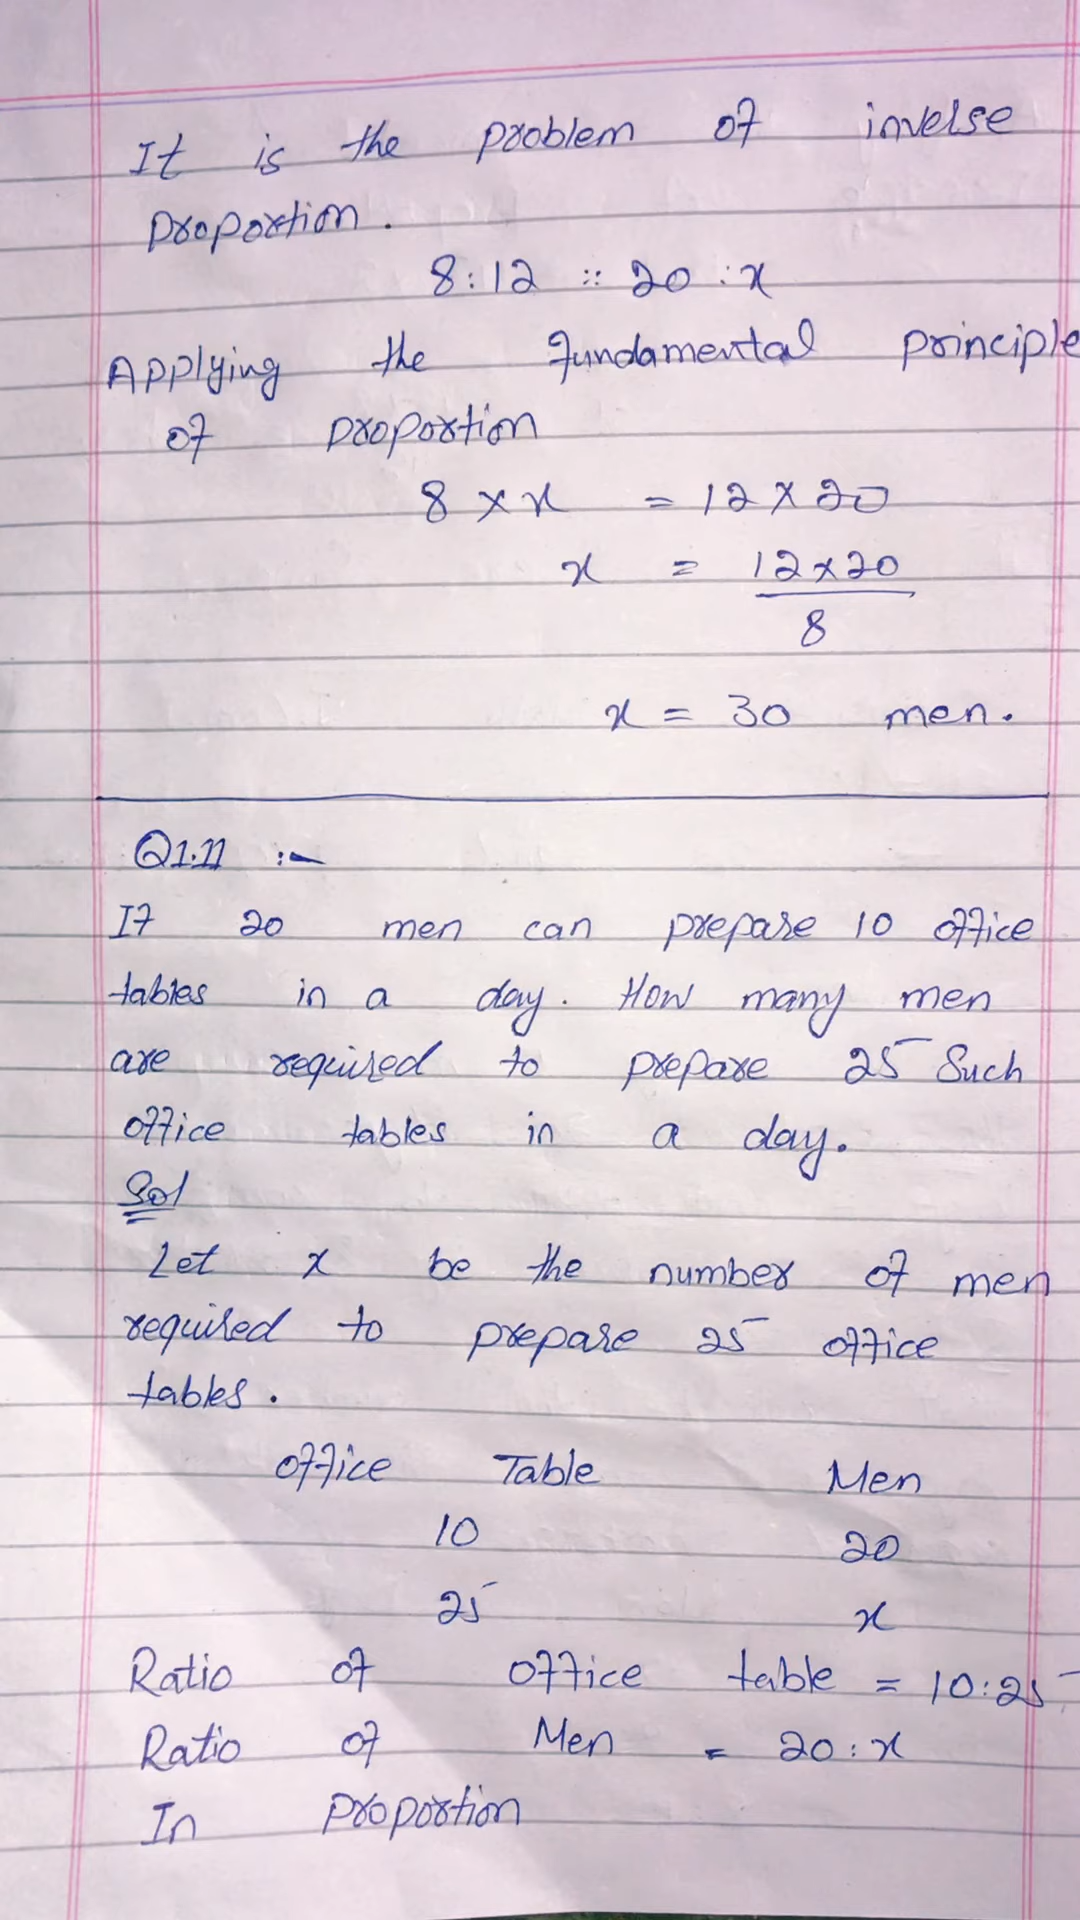 It is the problem of inverse
proportion.
8:12 :: 20 : x
Applying the fundamental principle
of proportion
8 × x = 12 × 20
x = 12 × 20
8
x = 30 men.
Q1.11 :-
If 20 men can prepare 10 office
tables in a day. How many men
are required to prepare 25 Such
office tables in a day.
Sol
Let x be the number of men
required to prepare 25 office
tables.
office Table Men
10 20
25 x
Ratio of office table = 10:25
Ratio of Men = 20:x
In proportion